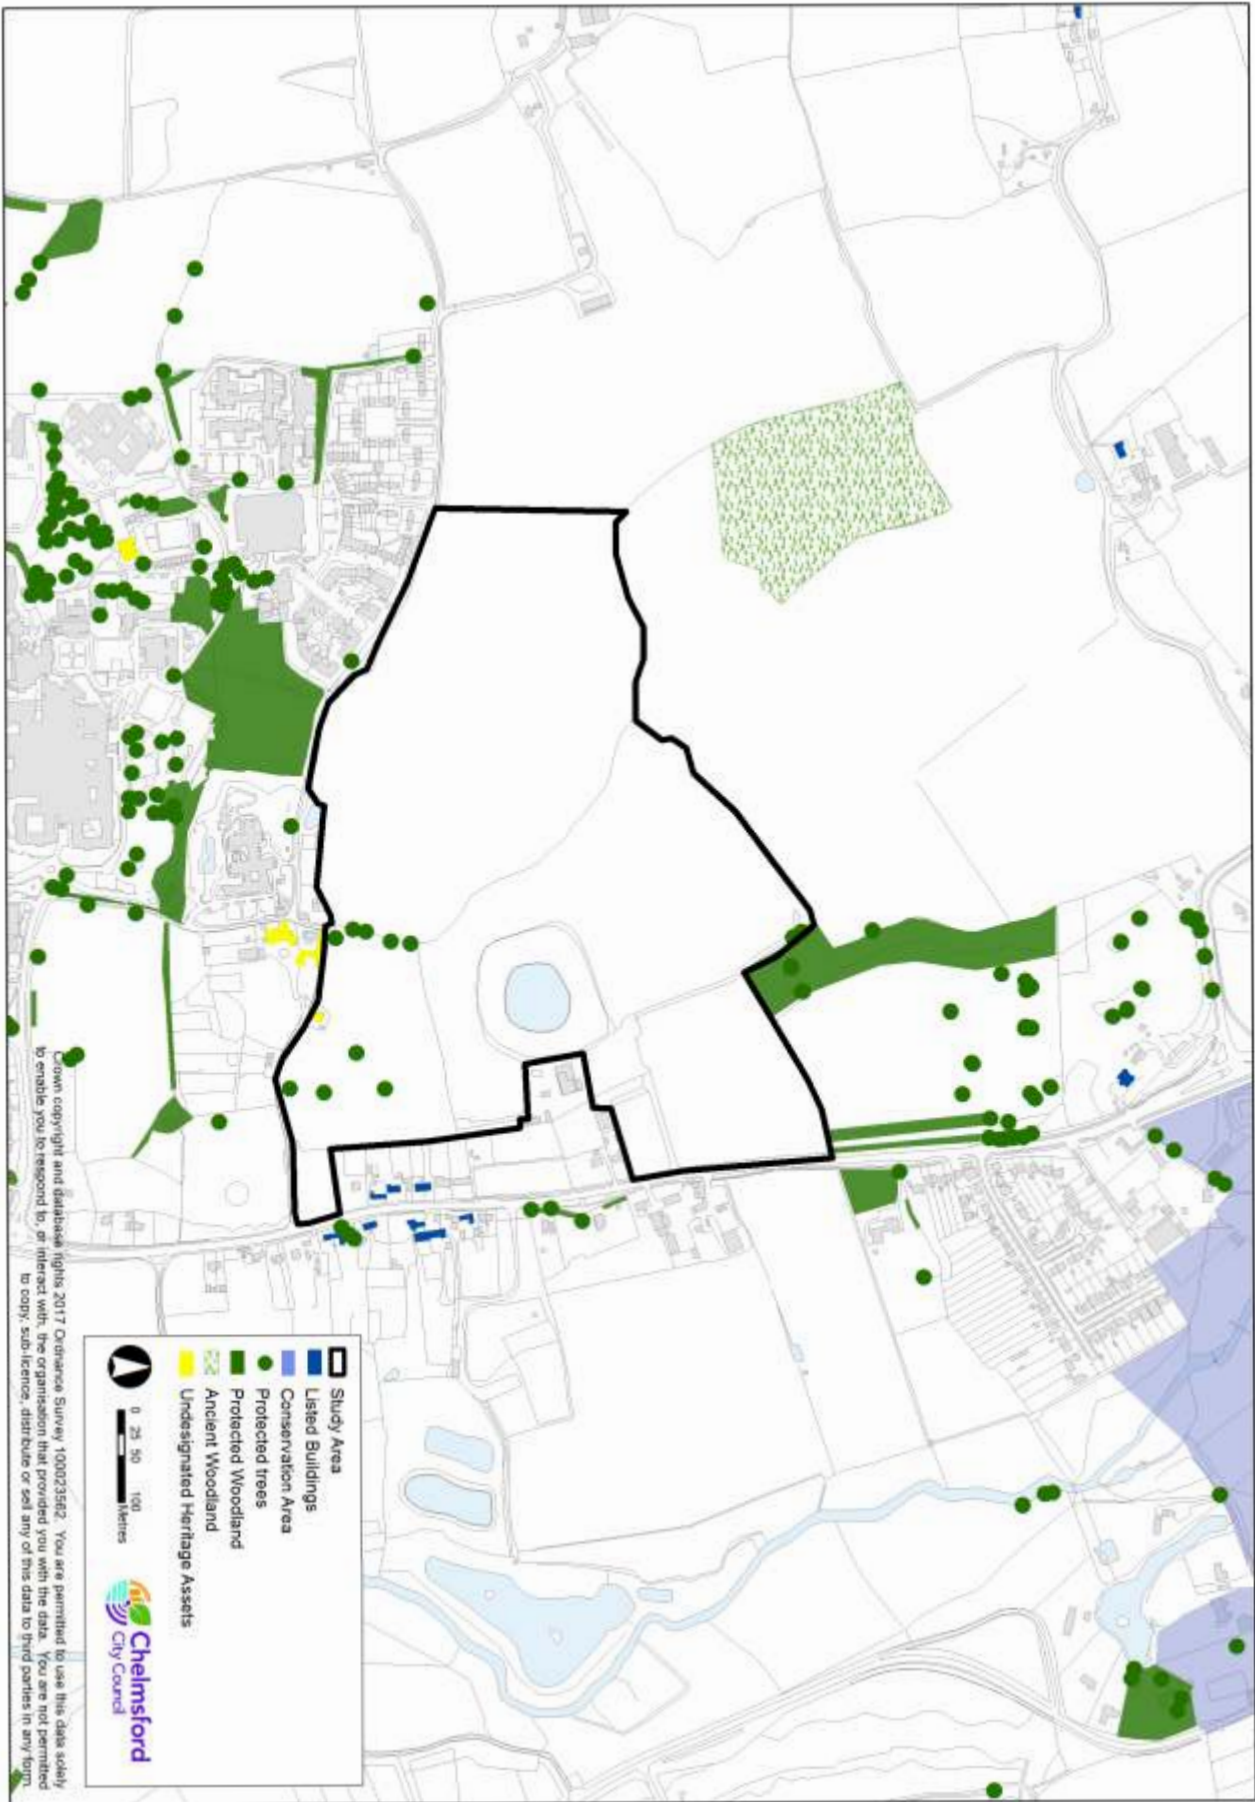 Study Area
Listed Buildings
Conservation Area
Protected trees
Protected Woodland
Ancient Woodland
Undesignated Heritage Assets
0 25 50 100
Metres
Chelmsford
City Council
Crown copyright and database rights 2017 Ordnance Survey 100023562. You are permitted to use this data solely
to enable you to respond to, or interact with, the organisation that provided you with the data. You are not permitted
to copy, sub-licence, distribute or sell any of this data to third parties in any form.